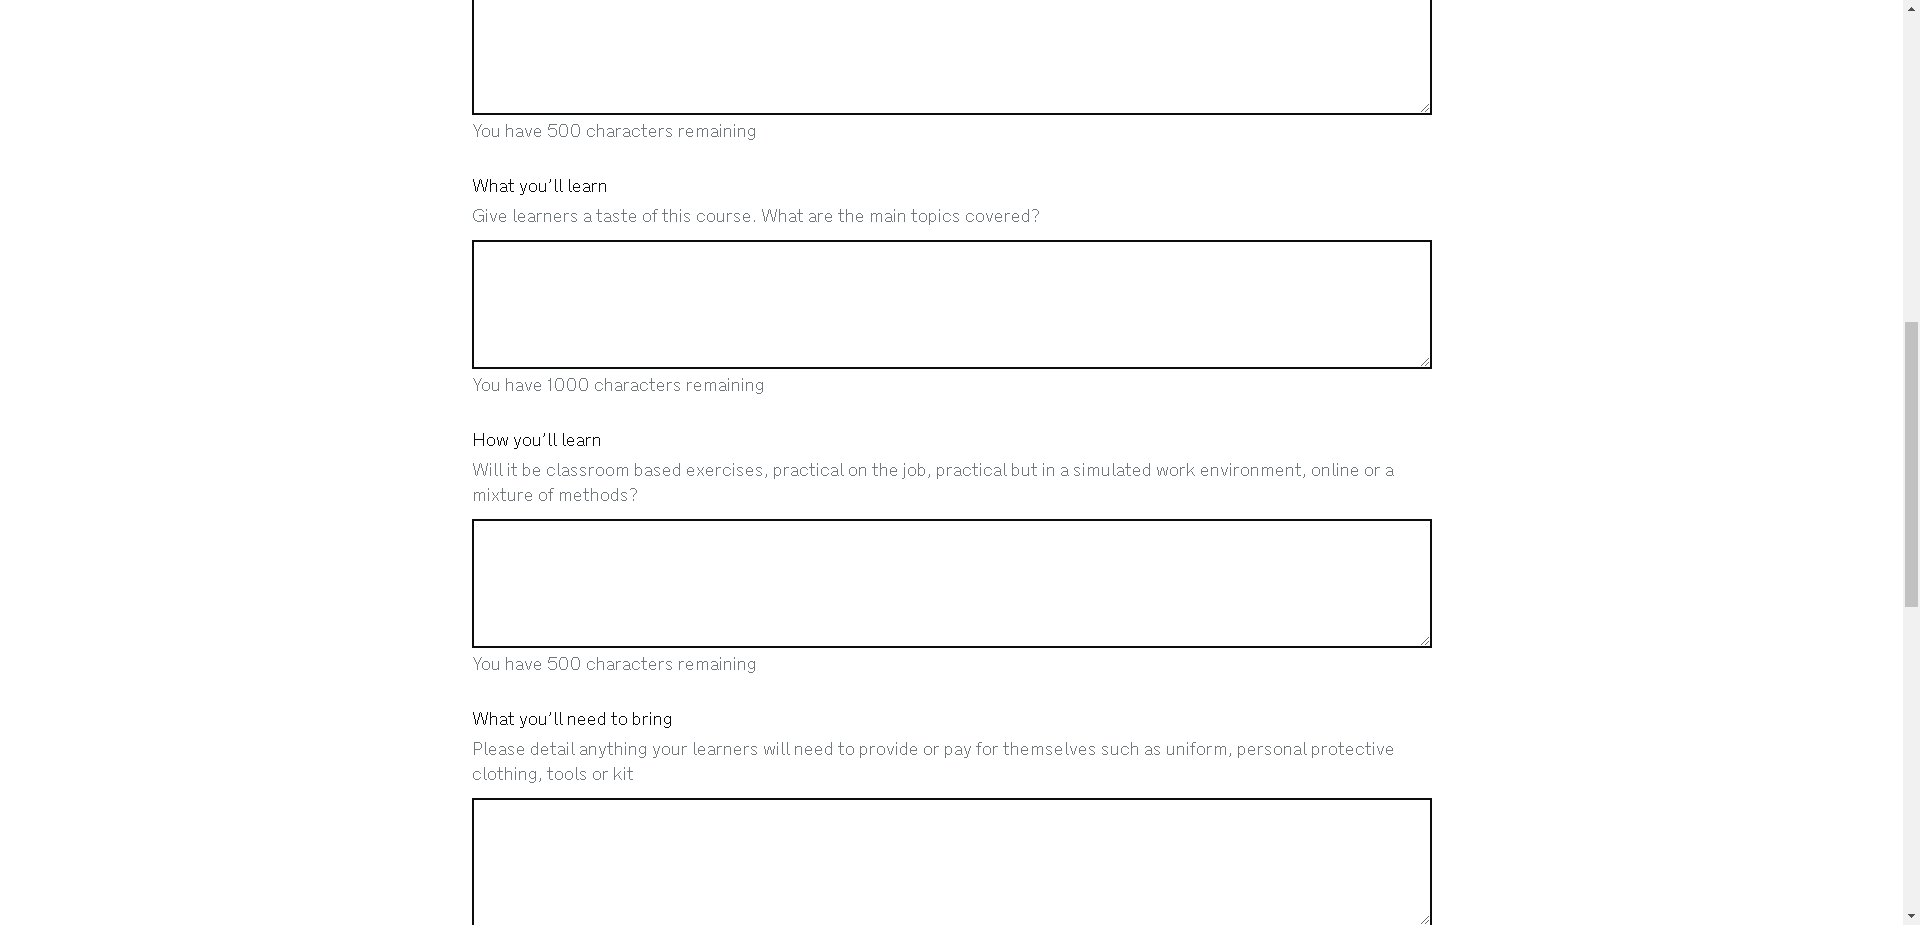 You have 500 characters remaining
What you'll learn
Give learners a taste of this course. What are the main topics covered?
You have 1000 characters remaining
How you'll learn
Will it be classroom based exercises, practical on the job, practical but in a simulated work environment, online or a
mixture of methods?
You have 500 characters remaining
What you'll need to bring
Please detail anything your learners will need to provide or pay for themselves such as uniform, personal protective
clothing, tools or kit